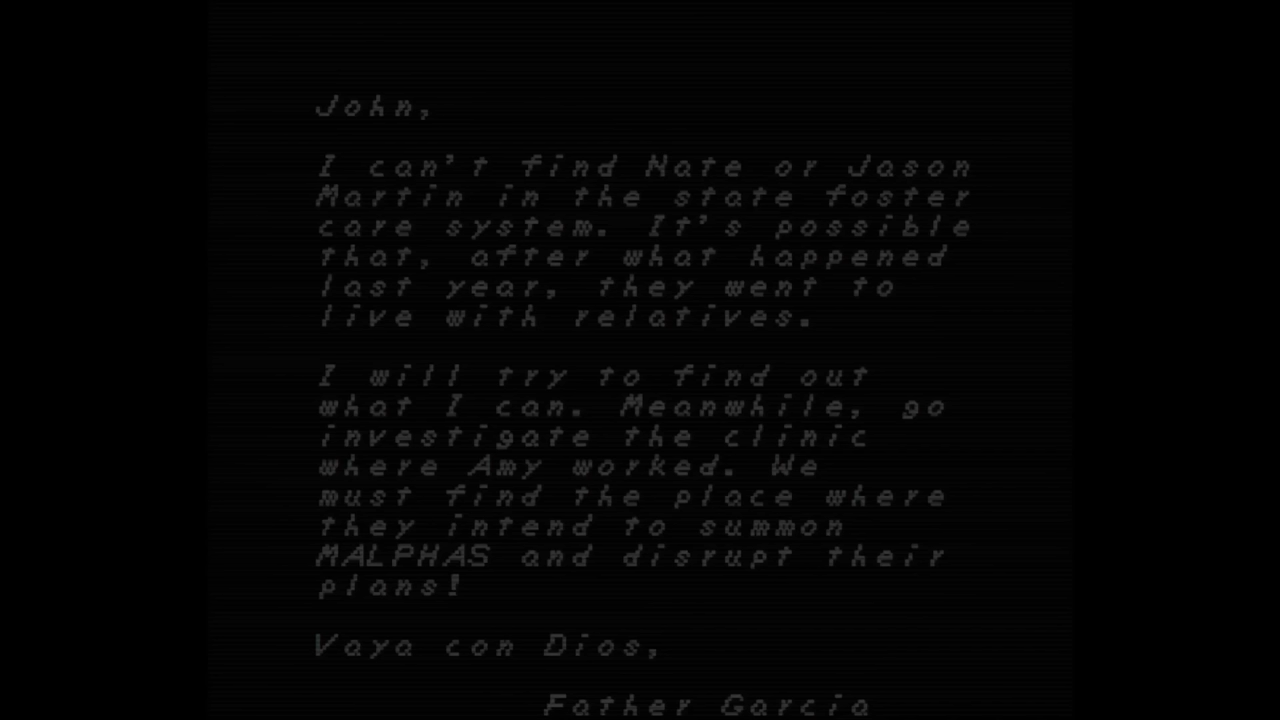 John,
I can't find Nate or Jason
Martin in the state foster
care system. It's possible
that, after what happened
last year, they went to
live with relatives.
I will try to find out
what I can. Meanwhile, go
investigate the clinic
where Amy worked. We
must find the place where
they intend to summon
MALPHAS and disrupt their
plans!
Vaya con Dios,
Father Garcia